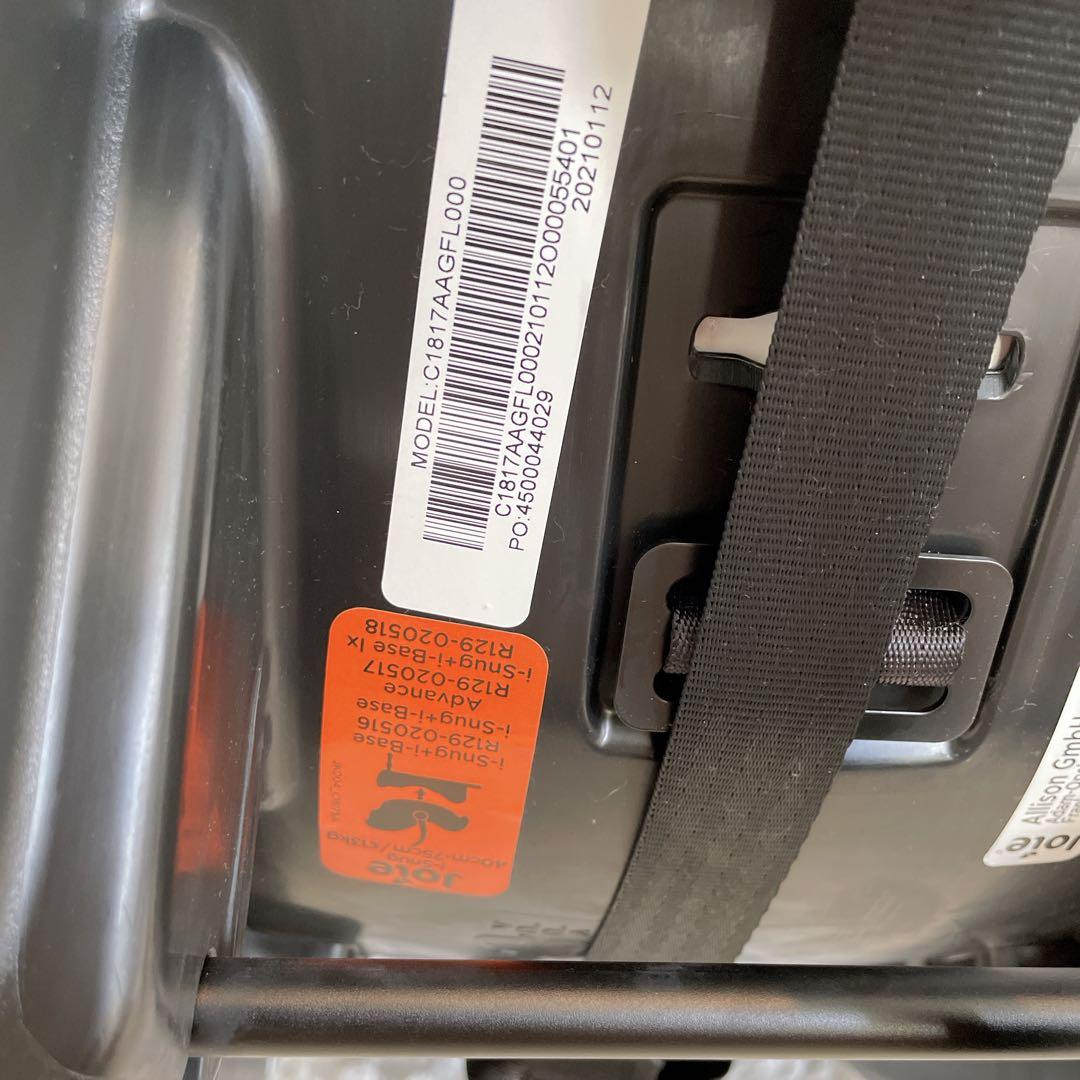 MODEL:C1817AAGFL000
C1817AAGFL000210112O00055401
PO:4500044029
20210112
Joie
i-Snug
40cm-75cm/≤13kg
i-Snug+i-Base
R129-020516
i-Snug+i-Base
Advance
R129-020517
i-Snug+i-Base lx
R129-020518
Joie
Allison GmbH